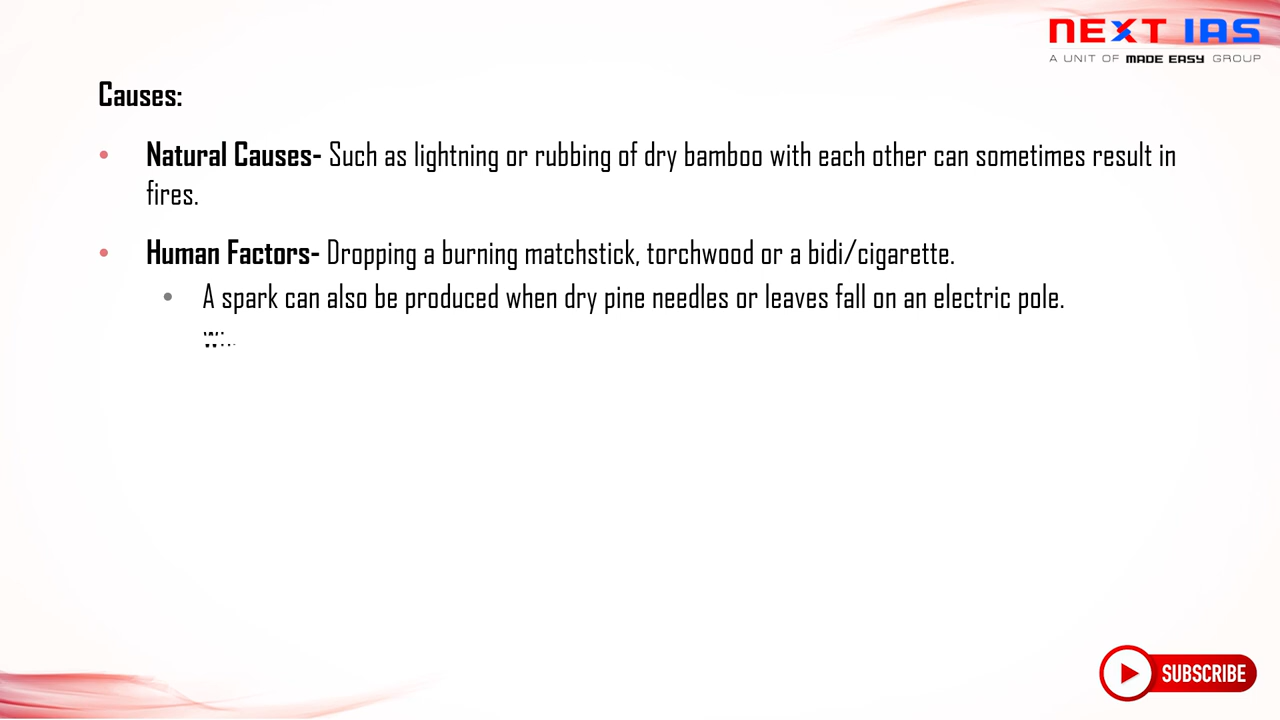 NEXT IAS
A UNIT OF MADE EASY GROUP
Causes:
• Natural Causes- Such as lightning or rubbing of dry bamboo with each other can sometimes result in
fires.
• Human Factors- Dropping a burning matchstick, torchwood or a bidi/cigarette.
• A spark can also be produced when dry pine needles or leaves fall on an electric pole.
SUBSCRIBE